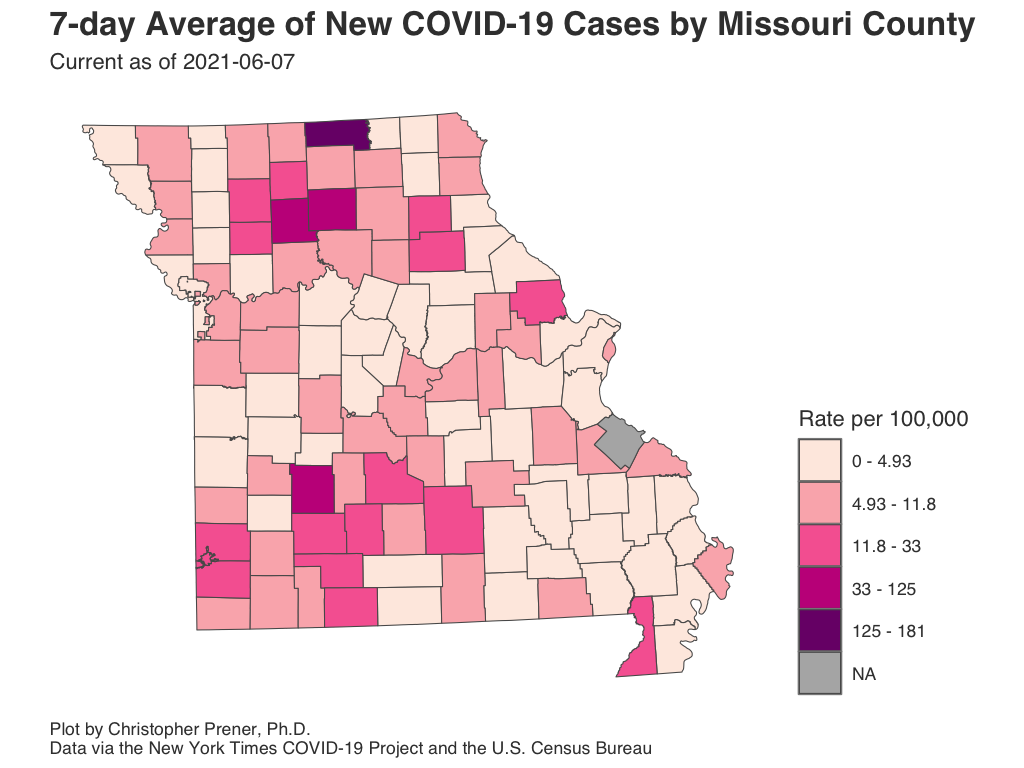 7-day Average of New COVID-19 Cases by Missouri County
Current as of 2021-06-07
Rate per 100,000
0 - 4.93
4.93 - 11.8
11.8 - 33
33 - 125
125 - 181
NA
Plot by Christopher Prener, Ph.D.
Data via the New York Times COVID-19 Project and the U.S. Census Bureau